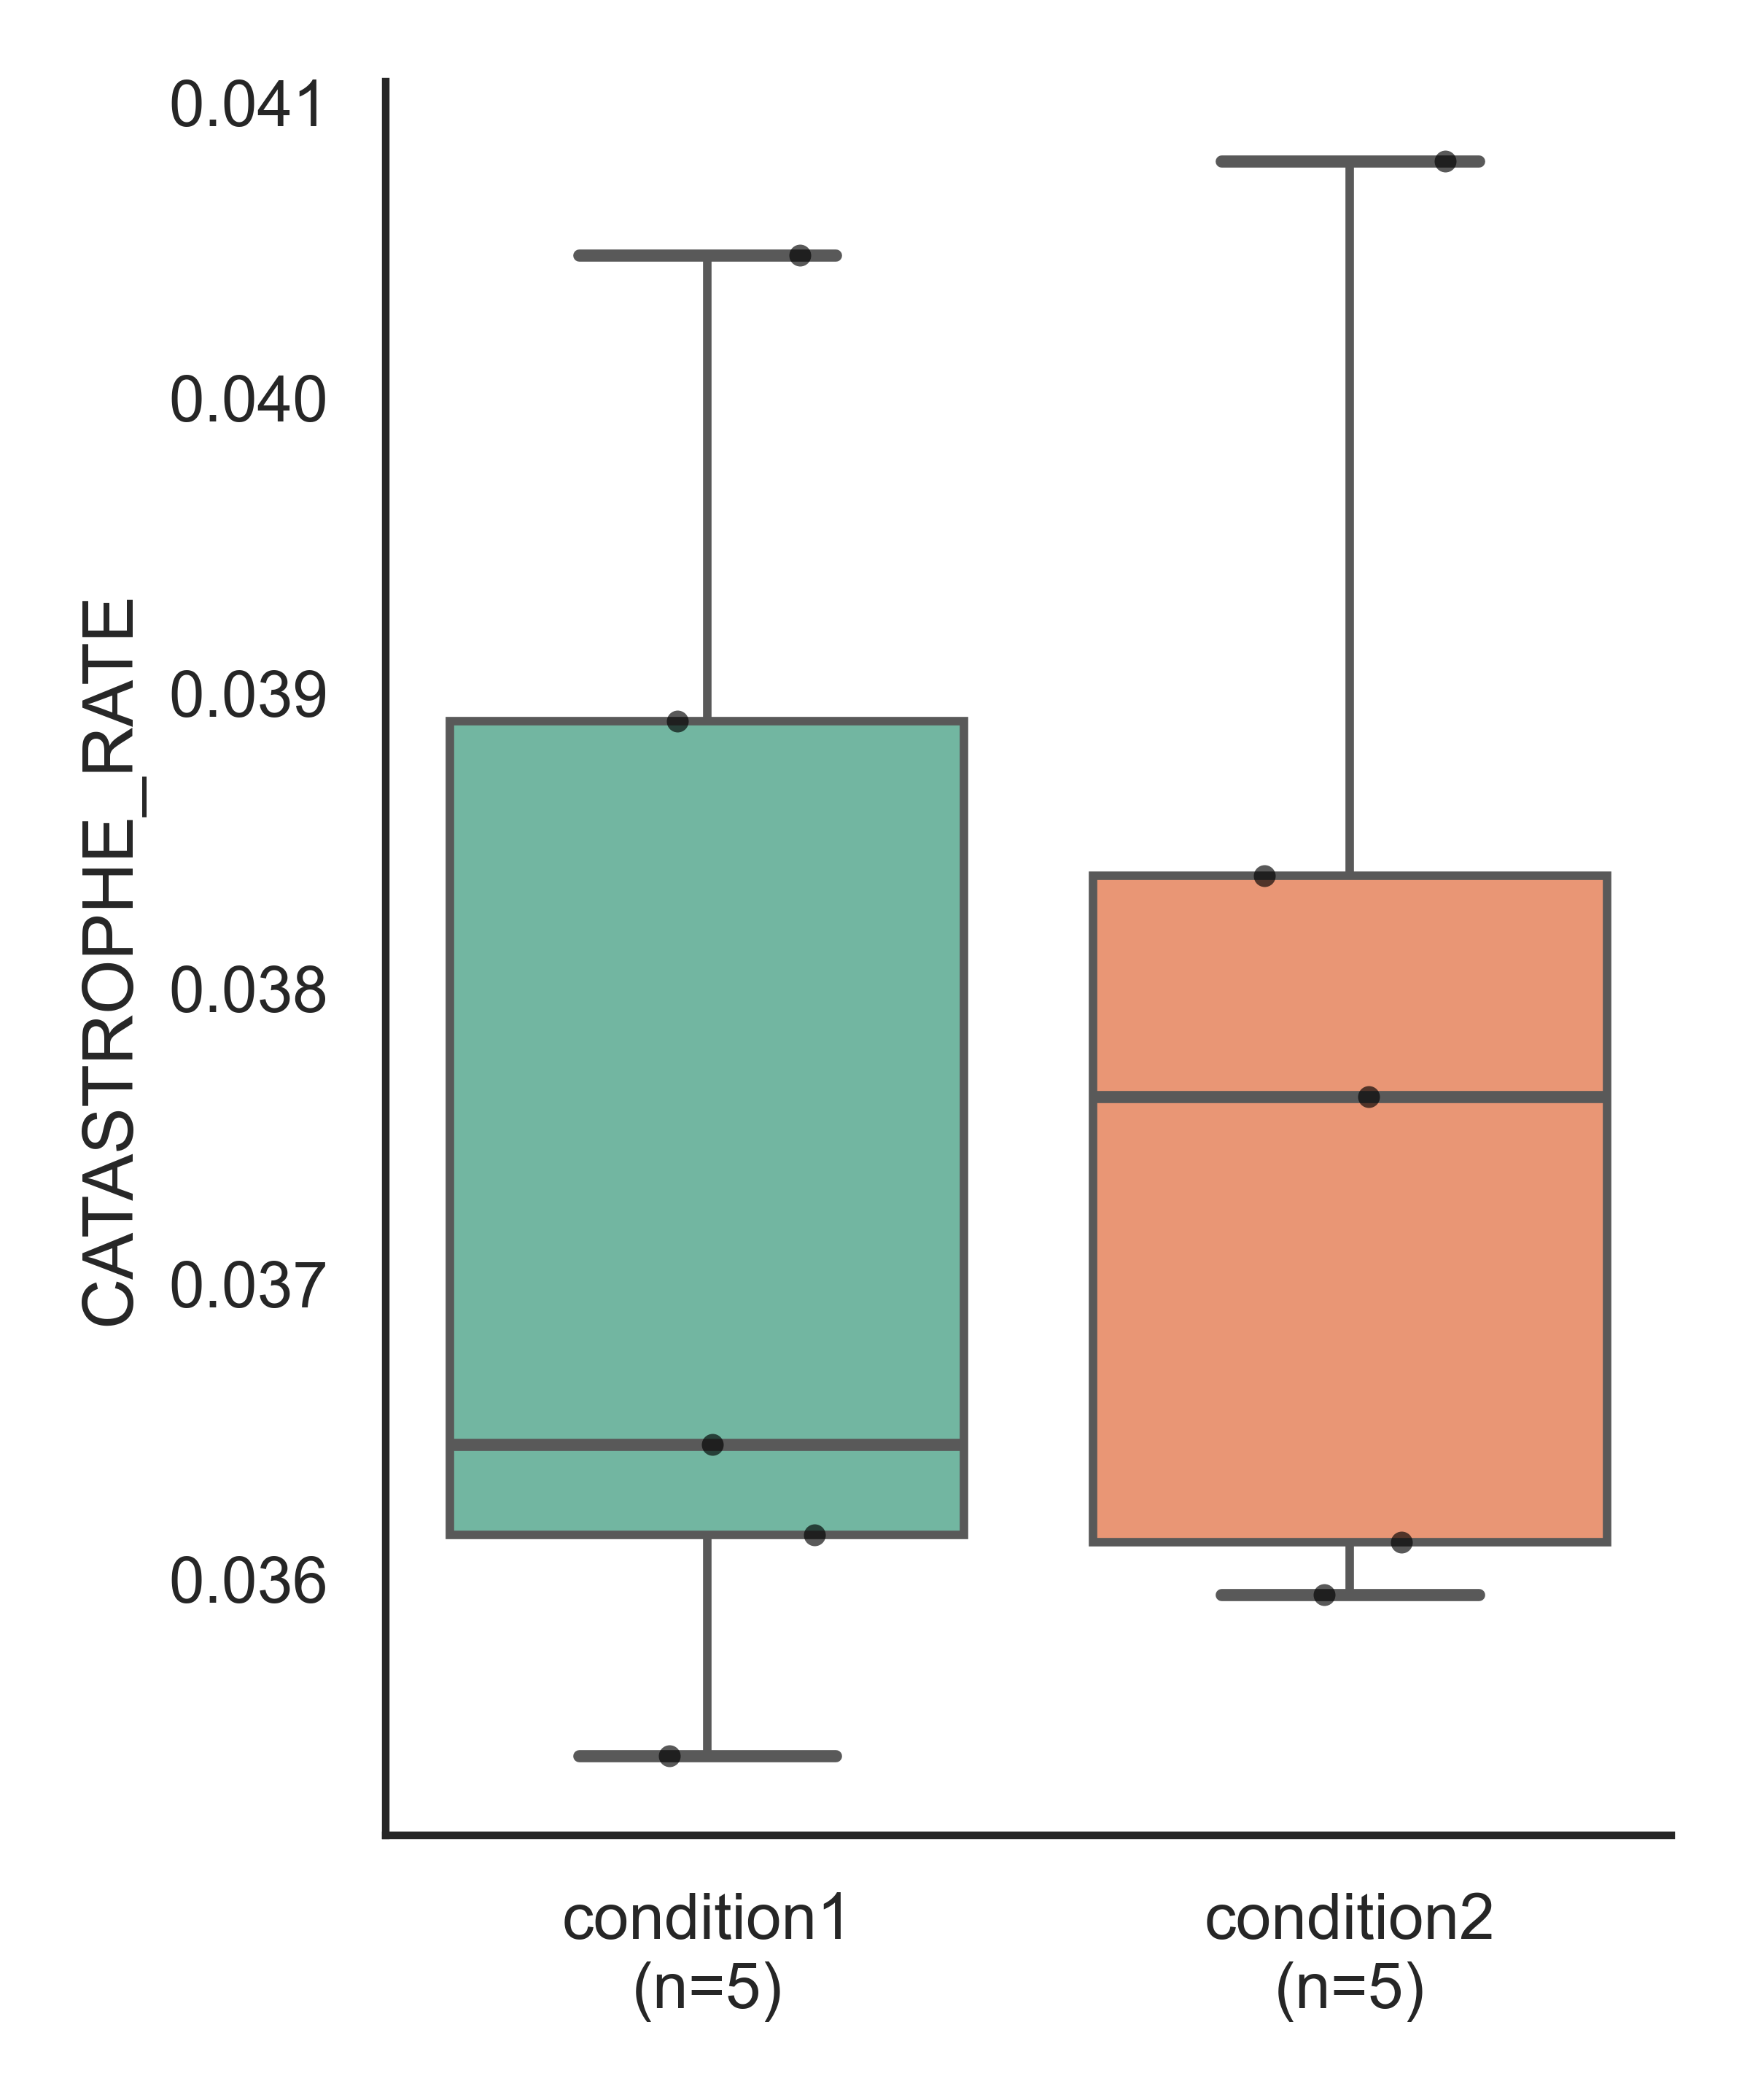 CATASTROPHE_RATE
0.041
0.040
0.039
0.038
0.037
0.036
condition1
(n=5)
condition2
(n=5)